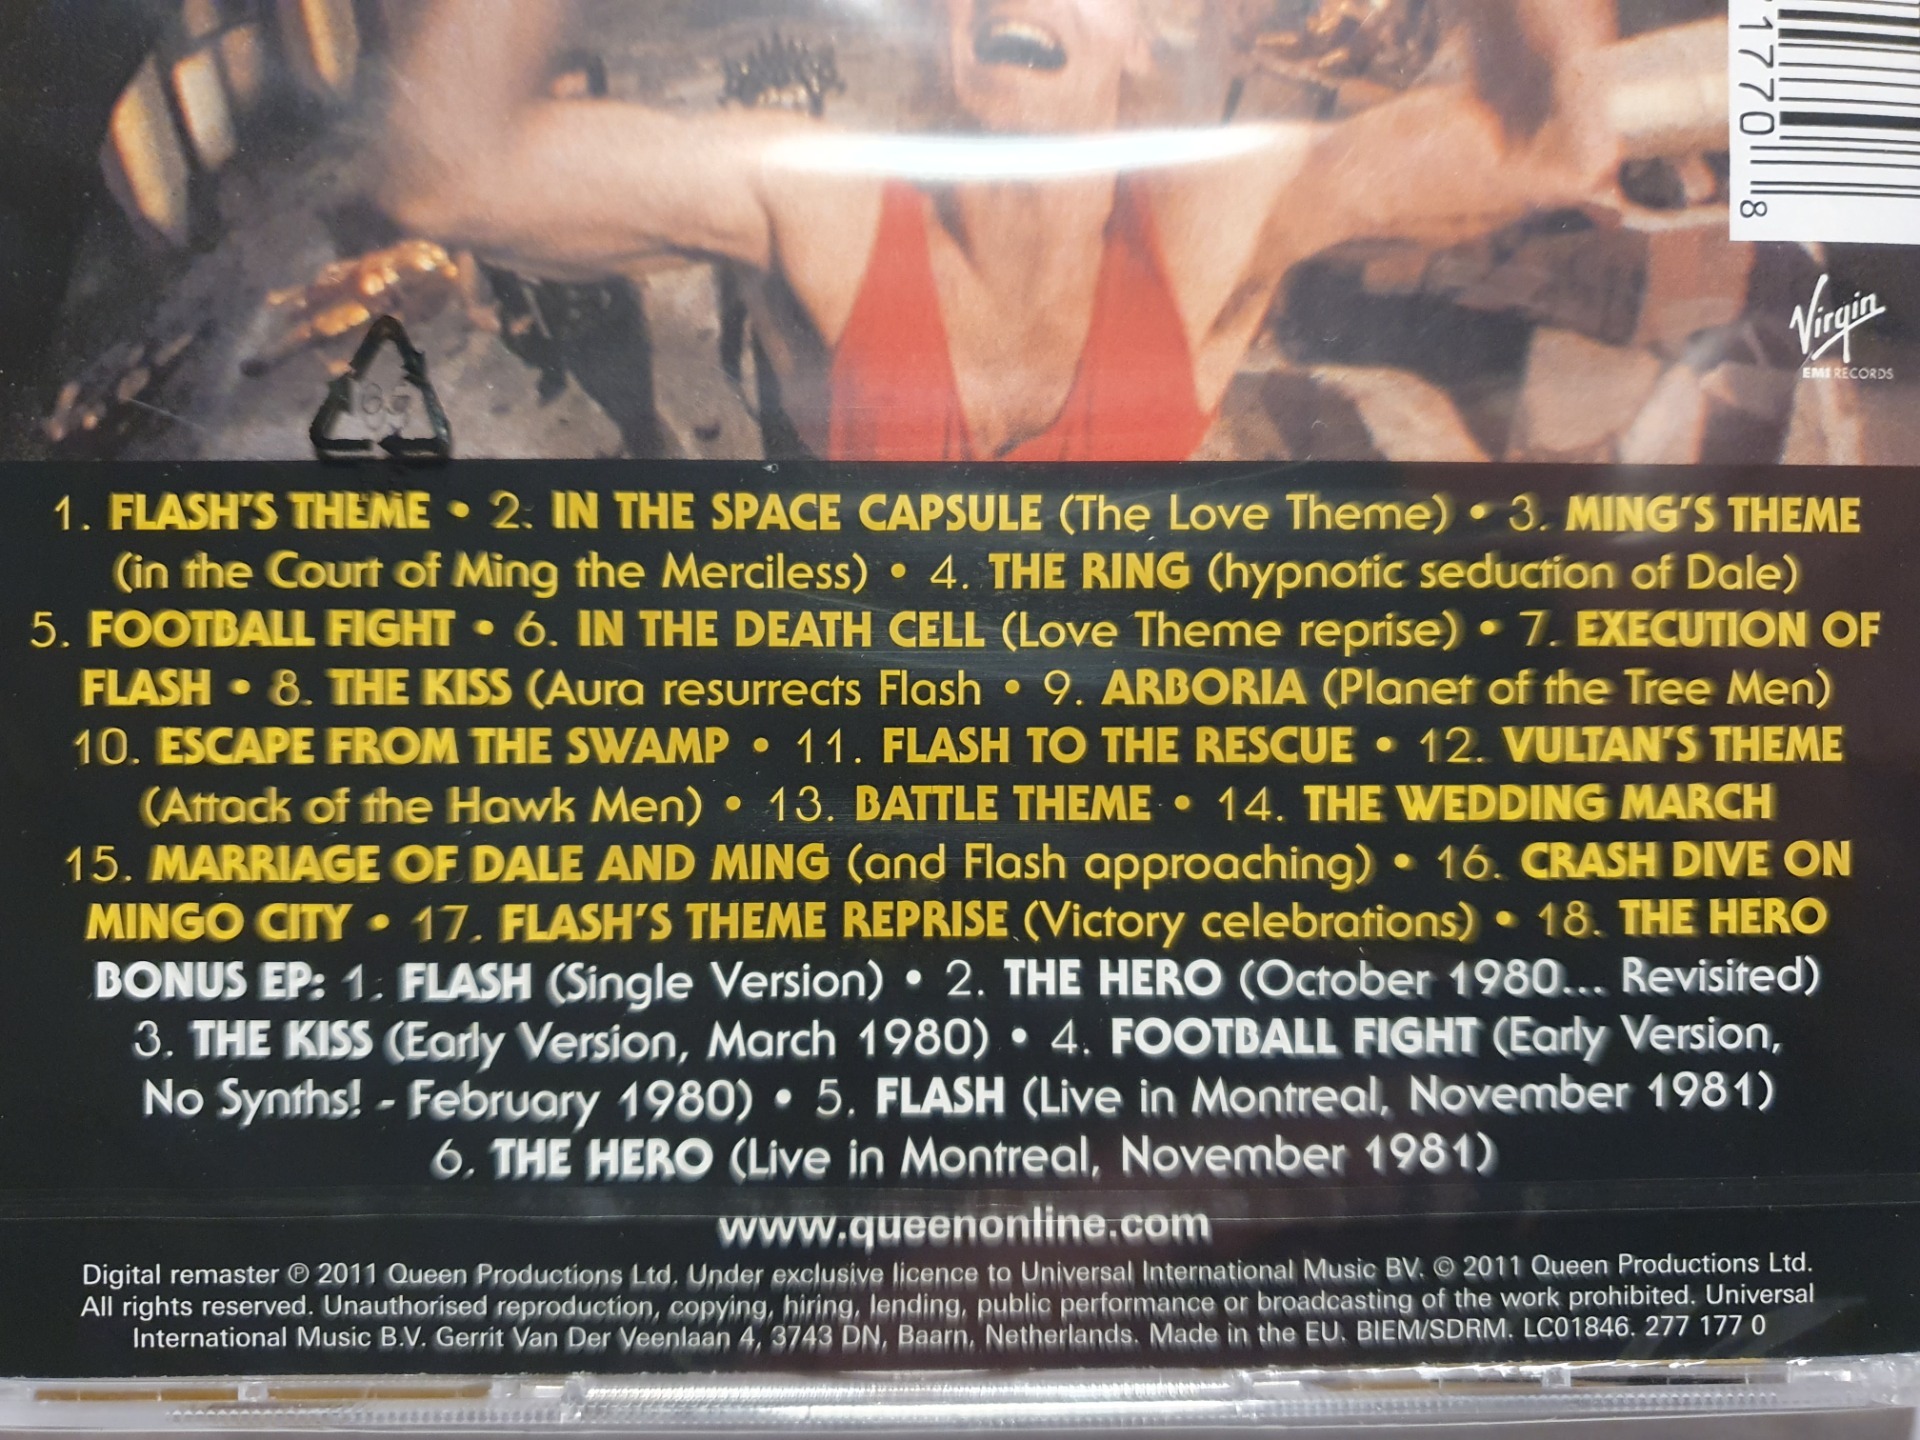 1770 8
Virgin
EMI RECORDS
1. FLASH'S THEME • 2. IN THE SPACE CAPSULE (The Love Theme) • 3. MING'S THEME
(in the Court of Ming the Merciless) • 4. THE RING (hypnotic seduction of Dale)
5. FOOTBALL FIGHT • 6. IN THE DEATH CELL (Love Theme reprise) • 7. EXECUTION OF
FLASH • 8. THE KISS (Aura resurrects Flash • 9. ARBORIA (Planet of the Tree Men)
10. ESCAPE FROM THE SWAMP • 11. FLASH TO THE RESCUE • 12. VULTAN'S THEME
(Attack of the Hawk Men) • 13. BATTLE THEME • 14. THE WEDDING MARCH
15. MARRIAGE OF DALE AND MING (and Flash approaching) • 16. CRASH DIVE ON
MINGO CITY • 17. FLASH'S THEME REPRISE (Victory celebrations) • 18. THE HERO
BONUS EP: 1. FLASH (Single Version) • 2. THE HERO (October 1980... Revisited)
3. THE KISS (Early Version, March 1980) • 4. FOOTBALL FIGHT (Early Version,
No Synths! - February 1980) • 5. FLASH (Live in Montreal, November 1981)
6. THE HERO (Live in Montreal, November 1981)
www.queenonline.com
Digital remaster ℗ 2011 Queen Productions Ltd. Under exclusive licence to Universal International Music BV. © 2011 Queen Productions Ltd.
All rights reserved. Unauthorised reproduction, copying, hiring, lending, public performance or broadcasting of the work prohibited. Universal
International Music B.V. Gerrit Van Der Veenlaan 4, 3743 DN, Baarn, Netherlands. Made in the EU. BIEM/SDRM. LC01846. 277 177 0